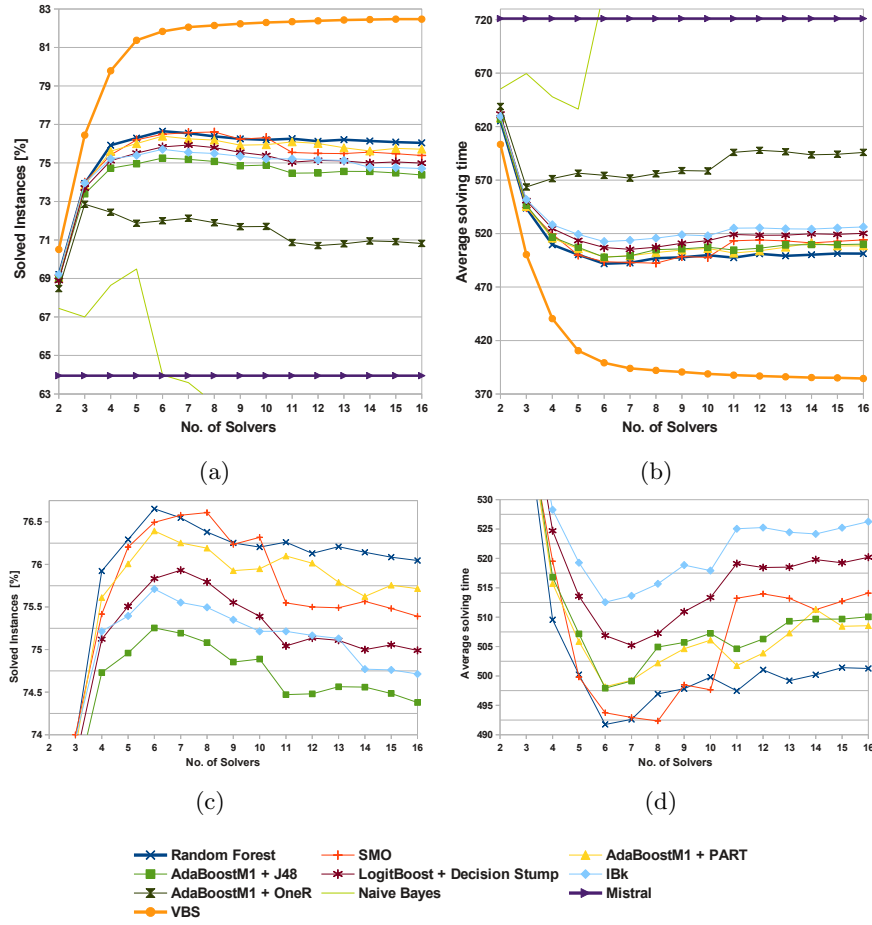 83
81
79
77
75
73
71
69
67
65
63
Solved Instances [%]
2 3 4 5 6 7 8 9 10 11 12 13 14 15 16
No. of Solvers
(a)
720
670
620
570
520
470
420
370
Average solving time
2 3 4 5 6 7 8 9 10 11 12 13 14 15 16
No. of Solvers
(b)
76.5
76
75.5
75
74.5
74
Solved Instances [%]
2 3 4 5 6 7 8 9 10 11 12 13 14 15 16
No. of Solvers
(c)
530
525
520
515
510
505
500
495
490
Average solving time
2 3 4 5 6 7 8 9 10 11 12 13 14 15 16
No. of Solvers
(d)
Random Forest SMO AdaBoostM1 + PART
AdaBoostM1 + J48 LogitBoost + Decision Stump IBk
AdaBoostM1 + OneR Naive Bayes Mistral
VBS